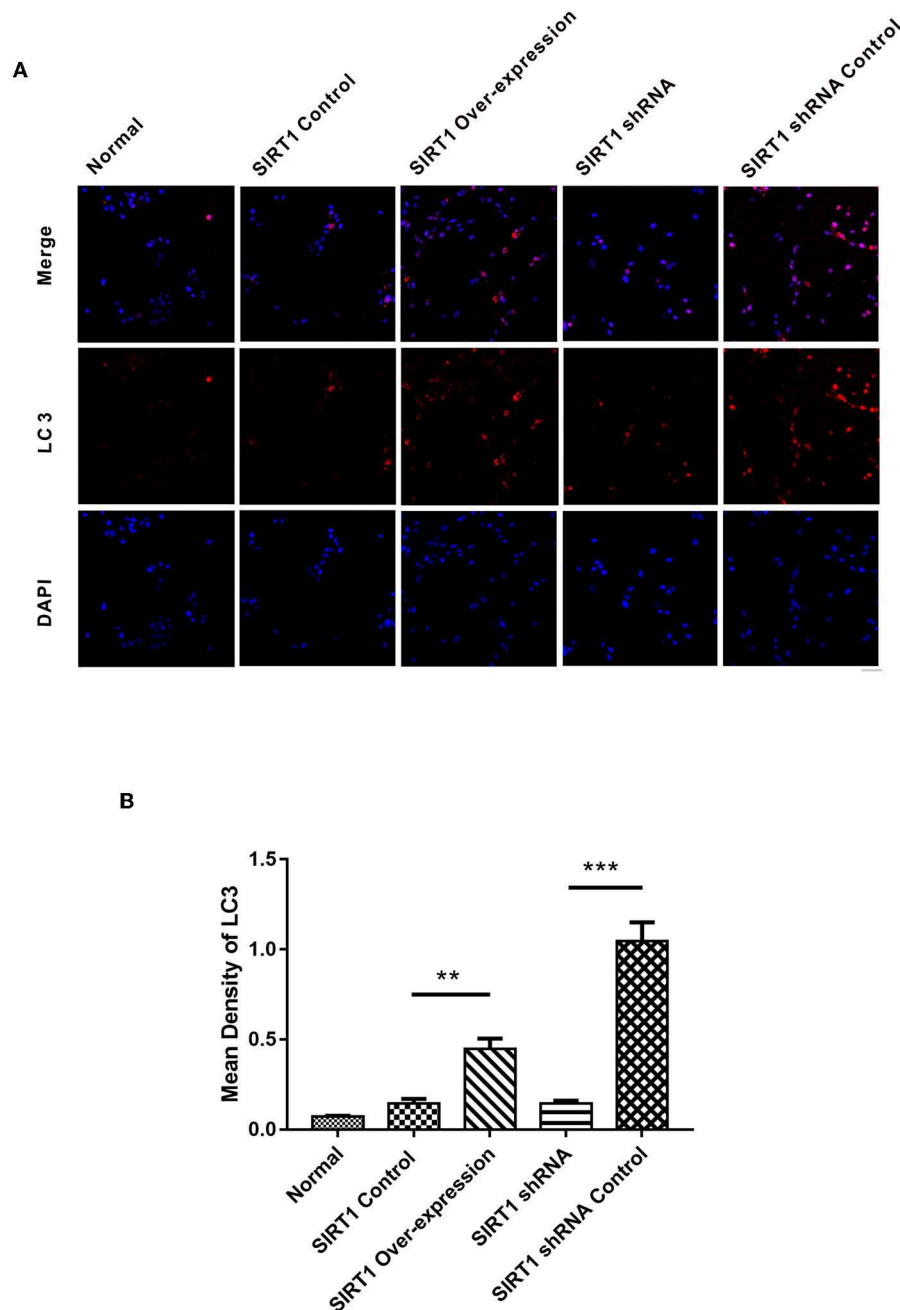 A
Normal
SIRT1 Control
SIRT1 Over-expression
SIRT1 shRNA
SIRT1 shRNA Control
Merge
LC 3
DAPI
B
Mean Density of LC3
1.5
1.0
0.5
0.0
**
***
Normal
SIRT1 Control
SIRT1 Over-expression
SIRT1 shRNA
SIRT1 shRNA Control